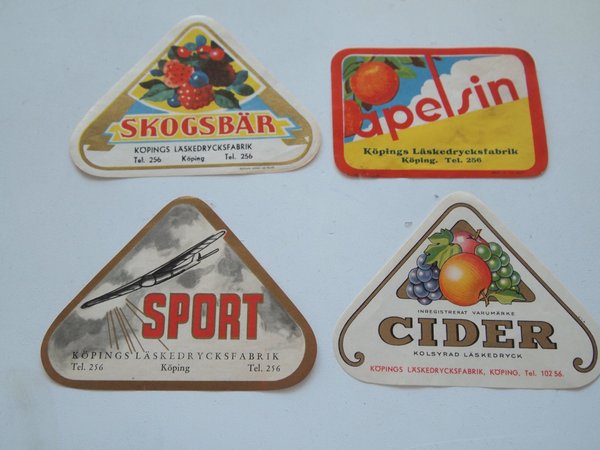 SKOGSBÄR
KÖPINGS LÄSKEDRYCKSFABRIK
Tel. 256 Köping Tel. 256
apelsin
Köpings Läskedrycksfabrik
Köping. Tel. 256
SPORT
KÖPINGS LÄSKEDRYCKSFABRIK
Tel. 256 Köping Tel. 256
INREGISTRERAT VARUMÄRKE
CIDER
KOLSYRAD LÄSKEDRYCK
KÖPINGS LÄSKEDRYCKSFABRIK, KÖPING. Tel. 102 56.